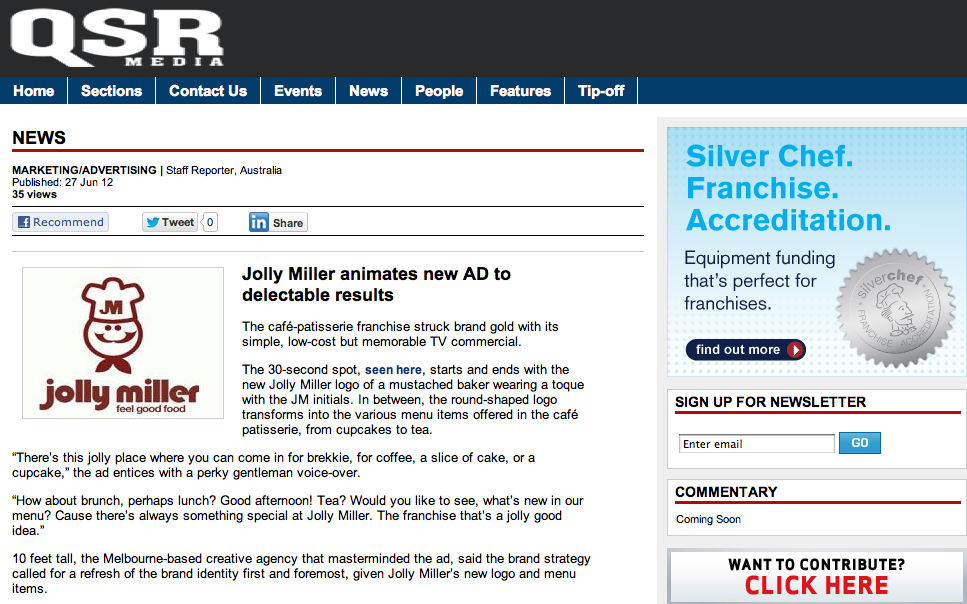 QSR
MEDIA
Home Sections Contact Us Events News People Features Tip-off
NEWS
MARKETING/ADVERTISING | Staff Reporter, Australia
Published: 27 Jun 12
35 views
Recommend Tweet 0 Share
JM
jolly miller
feel good food
Jolly Miller animates new AD to
delectable results
The café-patisserie franchise struck brand gold with its
simple, low-cost but memorable TV commercial.
The 30-second spot, seen here, starts and ends with the
new Jolly Miller logo of a mustached baker wearing a toque
with the JM initials. In between, the round-shaped logo
transforms into the various menu items offered in the café
patisserie, from cupcakes to tea.
“There’s this jolly place where you can come in for brekkie, for coffee, a slice of cake, or a
cupcake,” the ad entices with a perky gentleman voice-over.
“How about brunch, perhaps lunch? Good afternoon! Tea? Would you like to see, what’s new in our
menu? Cause there’s always something special at Jolly Miller. The franchise that’s a jolly good
idea.”
10 feet tall, the Melbourne-based creative agency that masterminded the ad, said the brand strategy
called for a refresh of the brand identity first and foremost, given Jolly Miller’s new logo and menu
items.
Silver Chef.
Franchise.
Accreditation.
Equipment funding
that’s perfect for
franchises.
silverchef
FRANCHISE ACCREDITATION
find out more
SIGN UP FOR NEWSLETTER
Enter email GO
COMMENTARY
Coming Soon
WANT TO CONTRIBUTE?
CLICK HERE